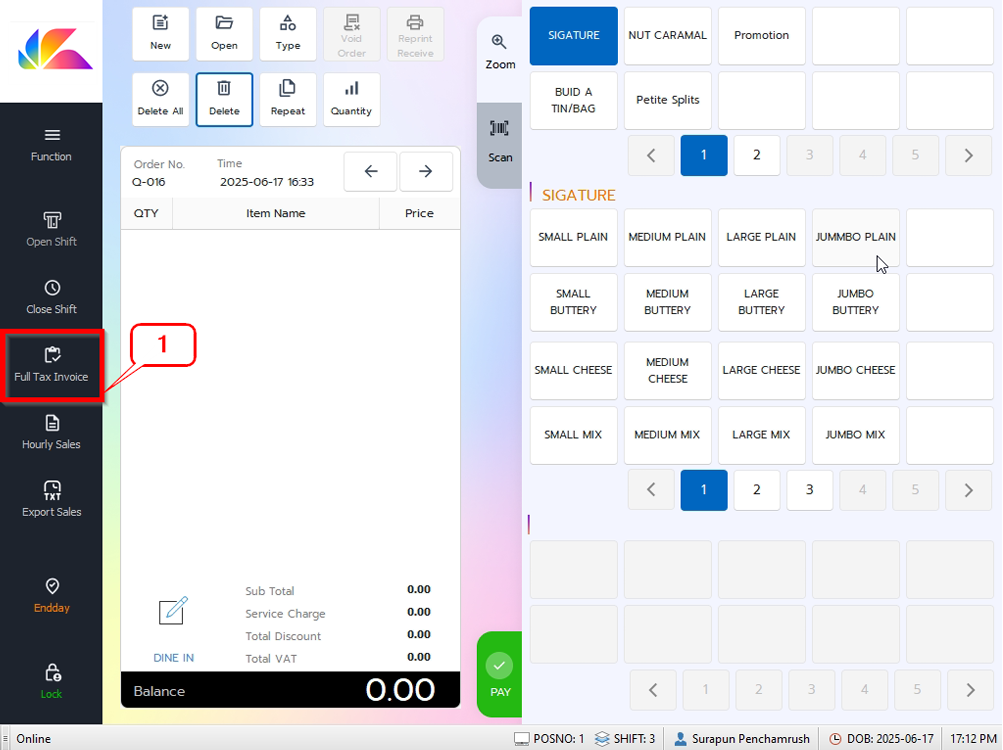 New
Open
Type
Void
Order
Reprint
Receive
Delete All
Delete
Repeat
Quantity
Zoom
Scan
Function
Open Shift
Close Shift
Full Tax Invoice
1
Hourly Sales
TXT
Export Sales
Endday
Lock
Order No.
Time
Q-016
2025-06-17 16:33
QTY
Item Name
Price
Sub Total
0.00
Service Charge
0.00
Total Discount
0.00
DINE IN
Total VAT
0.00
Balance
0.00
PAY
SIGATURE
NUT CARAMAL
Promotion
BUID A
TIN/BAG
Petite Splits
1
2
3
4
5
SIGATURE
SMALL PLAIN
MEDIUM PLAIN
LARGE PLAIN
JUMMBO PLAIN
SMALL
BUTTERY
MEDIUM
BUTTERY
LARGE
BUTTERY
JUMBO
BUTTERY
SMALL CHEESE
MEDIUM
CHEESE
LARGE CHEESE
JUMBO CHEESE
SMALL MIX
MEDIUM MIX
LARGE MIX
JUMBO MIX
1
2
3
4
5
1
2
3
4
5
Online
POSNO: 1
SHIFT: 3
Surapun Penchamrush
DOB: 2025-06-17
17:12 PM